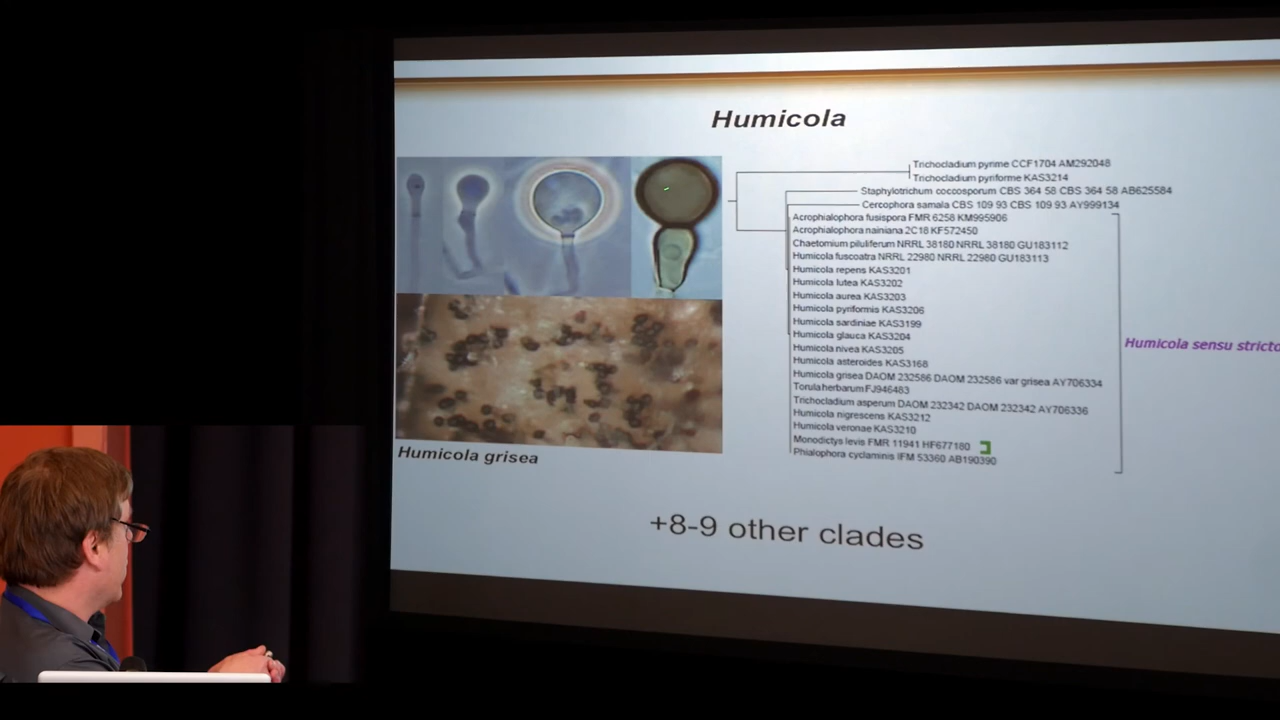 Humicola
Trichocladium pyrime CCF1704 AM292048
Trichocladium pyriforme KAS3214
Staphylotrichum coccosporum CBS 364 58 CBS 364 58 AB625584
Cercophora samala CBS 109 93 CBS 109 93 AY999134
Acrophialophora fusispora FMR 6258 KM995906
Acrophialophora nainiana 2C18 KF572450
Chaetomium piluliferum NRRL 38180 NRRL 38180 GU183112
Humicola fuscoatra NRRL 22980 NRRL 22980 GU183113
Humicola repens KAS3201
Humicola lutea KAS3202
Humicola aurea KAS3203
Humicola pyriformis KAS3206
Humicola sardiniae KAS3199
Humicola glauca KAS3204
Humicola nivea KAS3205
Humicola asteroides KAS3168
Humicola grisea DAOM 232586 DAOM 232586 var grisea AY706334
Torula herbarum FJ946483
Trichocladium asperum DAOM 232342 DAOM 232342 AY706336
Humicola nigrescens KAS3212
Humicola veronae KAS3210
Monodictys levis FMR 11941 HF677180
Phialophora cyclaminis IFM 53360 AB190390
Humicola sensu stricto
Humicola grisea
+8-9 other clades